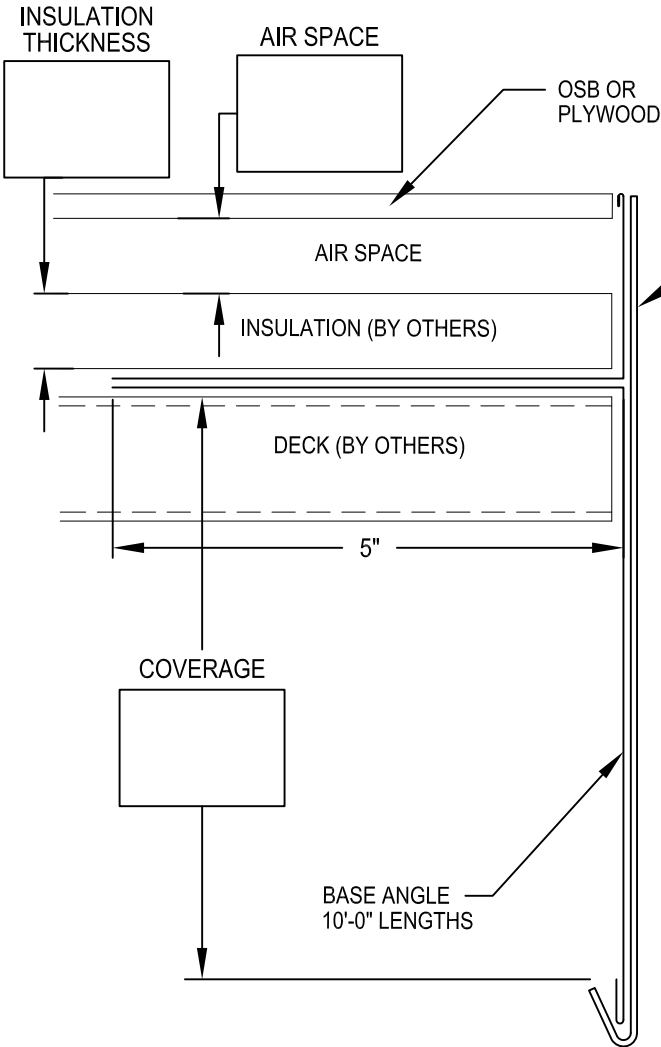 INSULATION
THICKNESS
AIR SPACE
OSB OR
PLYWOOD
AIR SPACE
INSULATION (BY OTHERS)
DECK (BY OTHERS)
5"
COVERAGE
BASE ANGLE
10'-0" LENGTHS